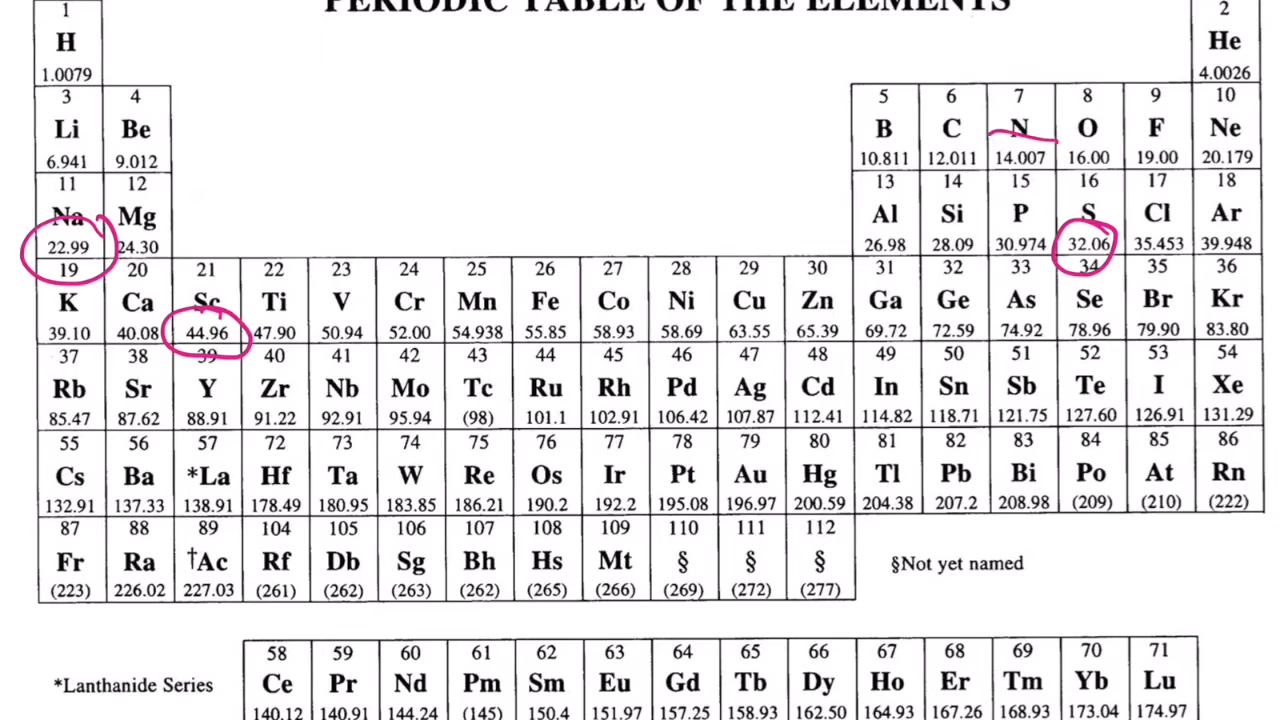 PERIODIC TABLE OF THE ELEMENTS
1 2
H He
1.0079 4.0026
3 4 5 6 7 8 9 10
Li Be B C N O F Ne
6.941 9.012 10.811 12.011 14.007 16.00 19.00 20.179
11 12 13 14 15 16 17 18
Na Mg Al Si P S Cl Ar
22.99 24.30 26.98 28.09 30.974 32.06 35.453 39.948
19 20 21 22 23 24 25 26 27 28 29 30 31 32 33 34 35 36
K Ca Sc Ti V Cr Mn Fe Co Ni Cu Zn Ga Ge As Se Br Kr
39.10 40.08 44.96 47.90 50.94 52.00 54.938 55.85 58.93 58.69 63.55 65.39 69.72 72.59 74.92 78.96 79.90 83.80
37 38 39 40 41 42 43 44 45 46 47 48 49 50 51 52 53 54
Rb Sr Y Zr Nb Mo Tc Ru Rh Pd Ag Cd In Sn Sb Te I Xe
85.47 87.62 88.91 91.22 92.91 95.94 (98) 101.1 102.91 106.42 107.87 112.41 114.82 118.71 121.75 127.60 126.91 131.29
55 56 57 72 73 74 75 76 77 78 79 80 81 82 83 84 85 86
Cs Ba *La Hf Ta W Re Os Ir Pt Au Hg Tl Pb Bi Po At Rn
132.91 137.33 138.91 178.49 180.95 183.85 186.21 190.2 192.2 195.08 196.97 200.59 204.38 207.2 208.98 (209) (210) (222)
87 88 89 104 105 106 107 108 109 110 111 112
Fr Ra †Ac Rf Db Sg Bh Hs Mt § § § §Not yet named
(223) 226.02 227.03 (261) (262) (263) (262) (265) (266) (269) (272) (277)
58 59 60 61 62 63 64 65 66 67 68 69 70 71
*Lanthanide Series Ce Pr Nd Pm Sm Eu Gd Tb Dy Ho Er Tm Yb Lu
140.12 140.91 144.24 (145) 150.4 151.97 157.25 158.93 162.50 164.93 167.26 168.93 173.04 174.97